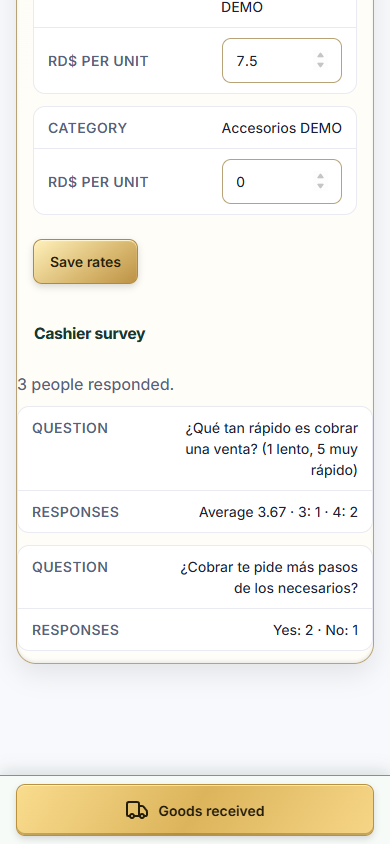 DEMO
RD$ PER UNIT
7.5
CATEGORY
Accesorios DEMO
RD$ PER UNIT
0
Save rates
Cashier survey
3 people responded.
QUESTION
¿Qué tan rápido es cobrar
una venta? (1 lento, 5 muy
rápido)
RESPONSES
Average 3.67 · 3: 1 · 4: 2
QUESTION
¿Cobrar te pide más pasos
de los necesarios?
RESPONSES
Yes: 2 · No: 1
Goods received